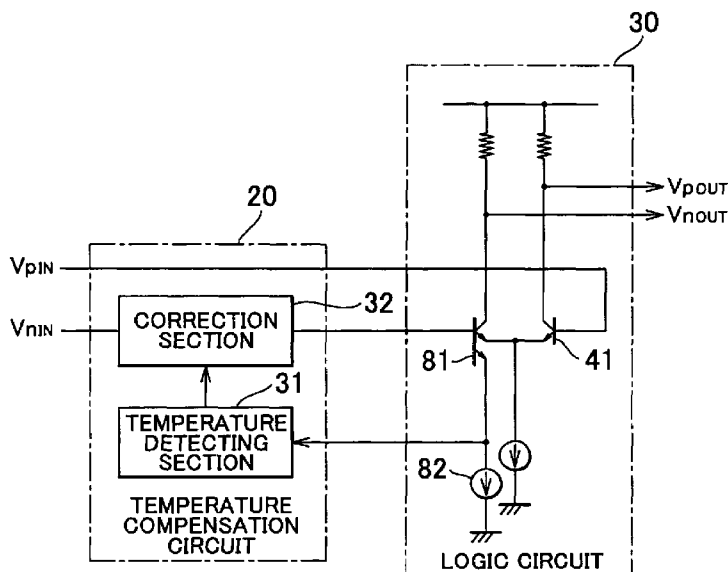 30
20
VpOUT
VnOUT
VpIN
VnIN
32
CORRECTION
SECTION
81
41
31
TEMPERATURE
DETECTING
SECTION
82
TEMPERATURE
COMPENSATION
CIRCUIT
LOGIC CIRCUIT